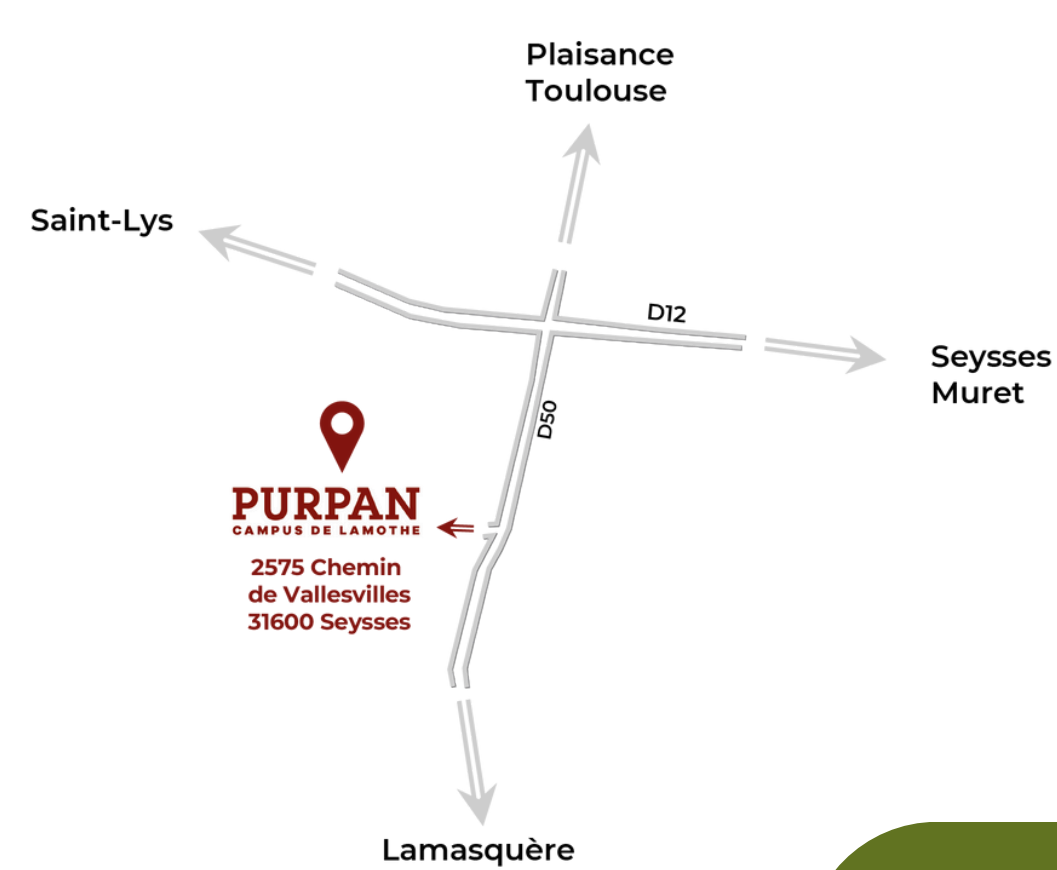 Plaisance
Toulouse
Saint-Lys
D12
Seysses
Muret
D50
PURPAN
CAMPUS DE LAMOTHE
2575 Chemin
de Vallesvilles
31600 Seysses
Lamasquère